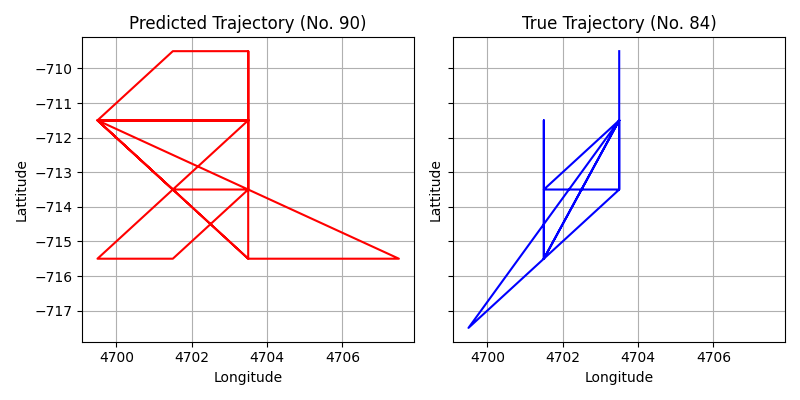 Predicted Trajectory (No. 90)
True Trajectory (No. 84)
−710
−711
−712
−713
−714
−715
−716
−717
Lattitude
Lattitude
4700 4702 4704 4706
4700 4702 4704 4706
Longitude
Longitude